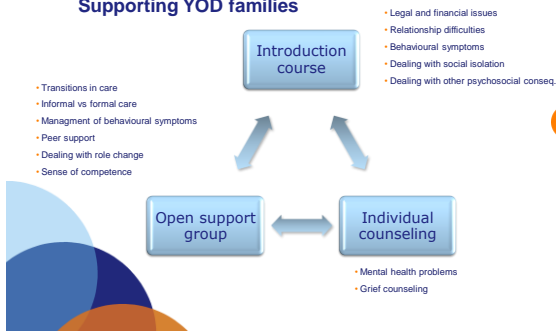 Supporting YOD families
• Legal and financial issues
• Relationship difficulties
• Behavioural symptoms
• Dealing with social isolation
• Dealing with other psychosocial conseq.
Introduction
course
• Transitions in care
• Informal vs formal care
• Managment of behavioural symptoms
• Peer support
• Dealing with role change
• Sense of competence
Open support
group
Individual
counseling
• Mental health problems
• Grief counseling